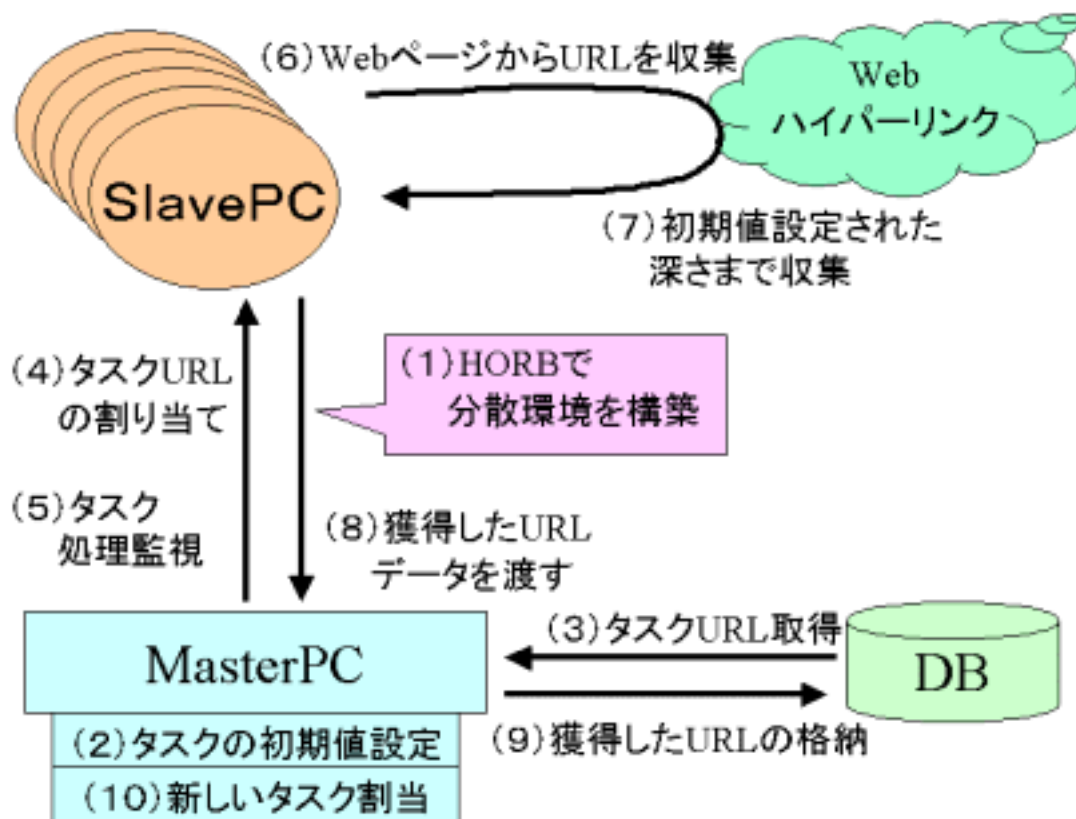 (6)WebページからURLを収集
Web
ハイパーリンク
SlavePC
(7)初期値設定された
深さまで収集
(4)タスクURL
の割り当て
(1)HORBで
分散環境を構築
(5)タスク
処理監視
(8)獲得したURL
データを渡す
(3)タスクURL取得
MasterPC
DB
(2)タスクの初期値設定
(9)獲得したURLの格納
(10)新しいタスク割当